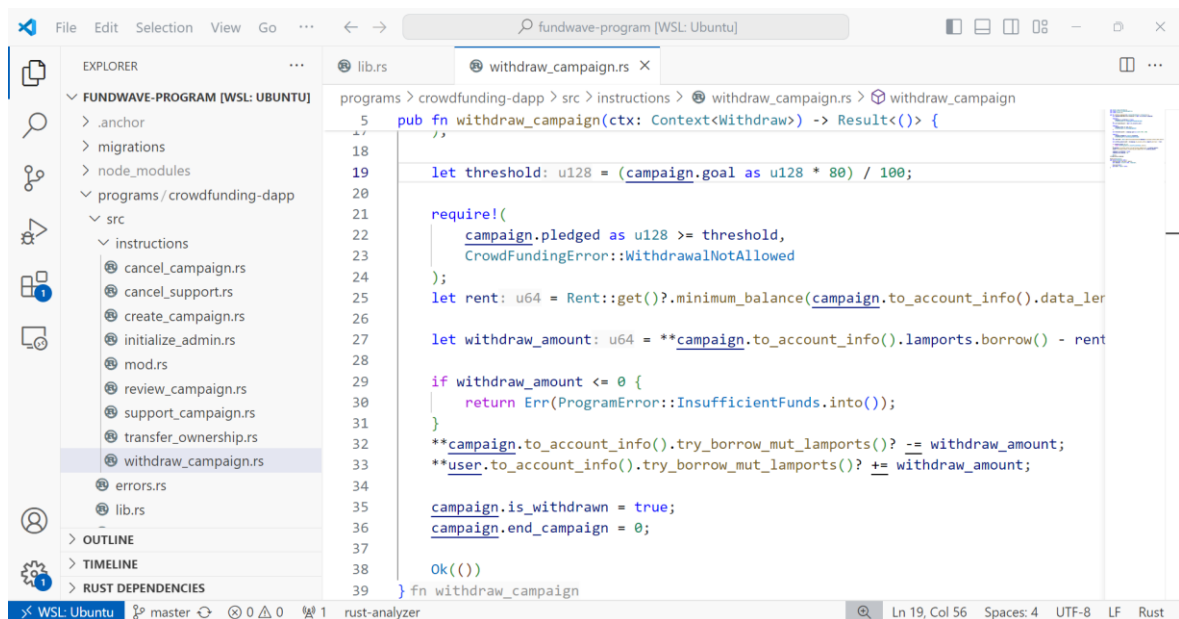 File Edit Selection View Go ··· ← → fundwave-program [WSL: Ubuntu]
EXPLORER ···
FUNDWAVE-PROGRAM [WSL: UBUNTU]
.anchor
migrations
node_modules
programs/crowdfunding-dapp
src
instructions
cancel_campaign.rs
cancel_support.rs
create_campaign.rs
initialize_admin.rs
mod.rs
review_campaign.rs
support_campaign.rs
transfer_ownership.rs
withdraw_campaign.rs
errors.rs
lib.rs
OUTLINE
TIMELINE
RUST DEPENDENCIES
1
1
lib.rs withdraw_campaign.rs ×
programs > crowdfunding-dapp > src > instructions > withdraw_campaign.rs > withdraw_campaign
5 pub fn withdraw_campaign(ctx: Context<Withdraw>) -> Result<()> {
17 );
18
19 let threshold: u128 = (campaign.goal as u128 * 80) / 100;
20
21 require!(
22 campaign.pledged as u128 >= threshold,
23 CrowdFundingError::WithdrawalNotAllowed
24 );
25 let rent: u64 = Rent::get()?.minimum_balance(campaign.to_account_info().data_len
26
27 let withdraw_amount: u64 = **campaign.to_account_info().lamports.borrow() - rent
28
29 if withdraw_amount <= 0 {
30 return Err(ProgramError::InsufficientFunds.into());
31 }
32 **campaign.to_account_info().try_borrow_mut_lamports()? -= withdraw_amount;
33 **user.to_account_info().try_borrow_mut_lamports()? += withdraw_amount;
34
35 campaign.is_withdrawn = true;
36 campaign.end_campaign = 0;
37
38 Ok(())
39 } fn withdraw_campaign
WSL: Ubuntu master 0 0 1 rust-analyzer Ln 19, Col 56 Spaces: 4 UTF-8 LF Rust